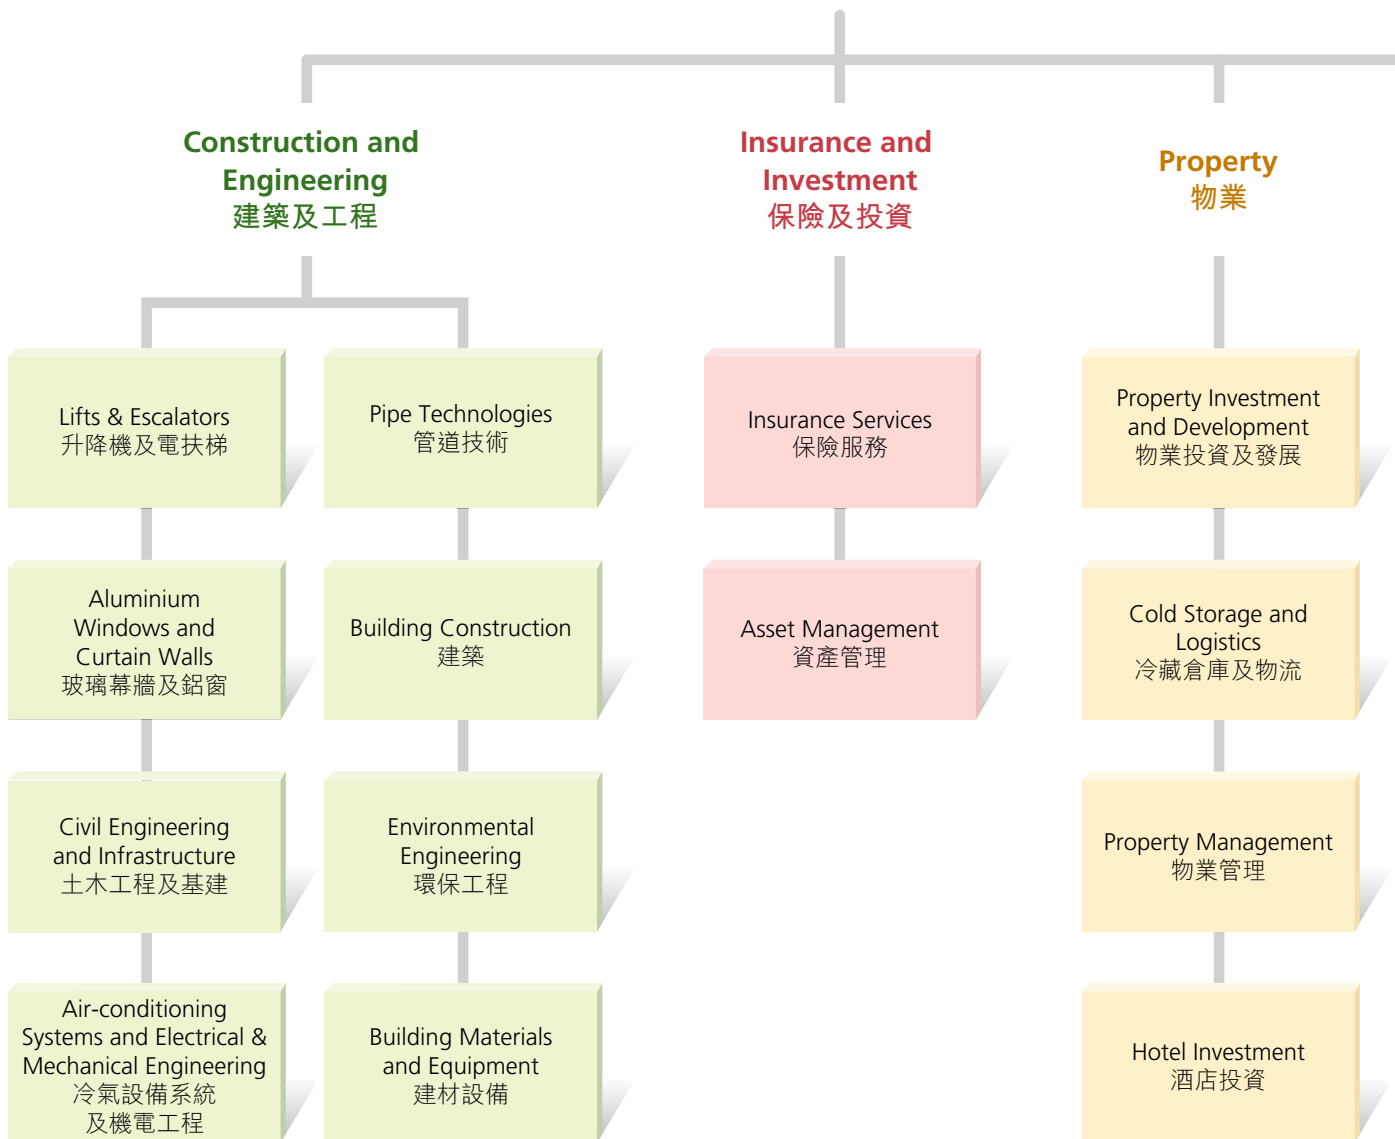 Construction and
Engineering
建築及工程
Insurance and
Investment
保險及投資
Property
物業
Lifts & Escalators
升降機及電扶梯
Pipe Technologies
管道技術
Insurance Services
保險服務
Property Investment
and Development
物業投資及發展
Aluminium
Windows and
Curtain Walls
玻璃幕牆及鋁窗
Building Construction
建築
Asset Management
資產管理
Cold Storage and
Logistics
冷藏倉庫及物流
Civil Engineering
and Infrastructure
土木工程及基建
Environmental
Engineering
環保工程
Property Management
物業管理
Air-conditioning
Systems and Electrical &
Mechanical Engineering
冷氣設備系統
及機電工程
Building Materials
and Equipment
建材設備
Hotel Investment
酒店投資